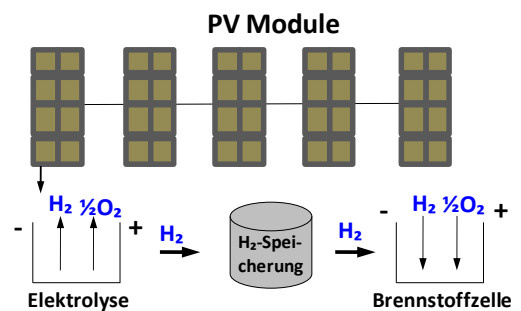 PV Module
H₂ ½O₂
- +
H₂
H₂-Spei-
cherung
H₂
- H₂ ½O₂ +
Elektrolyse
Brennstoffzelle